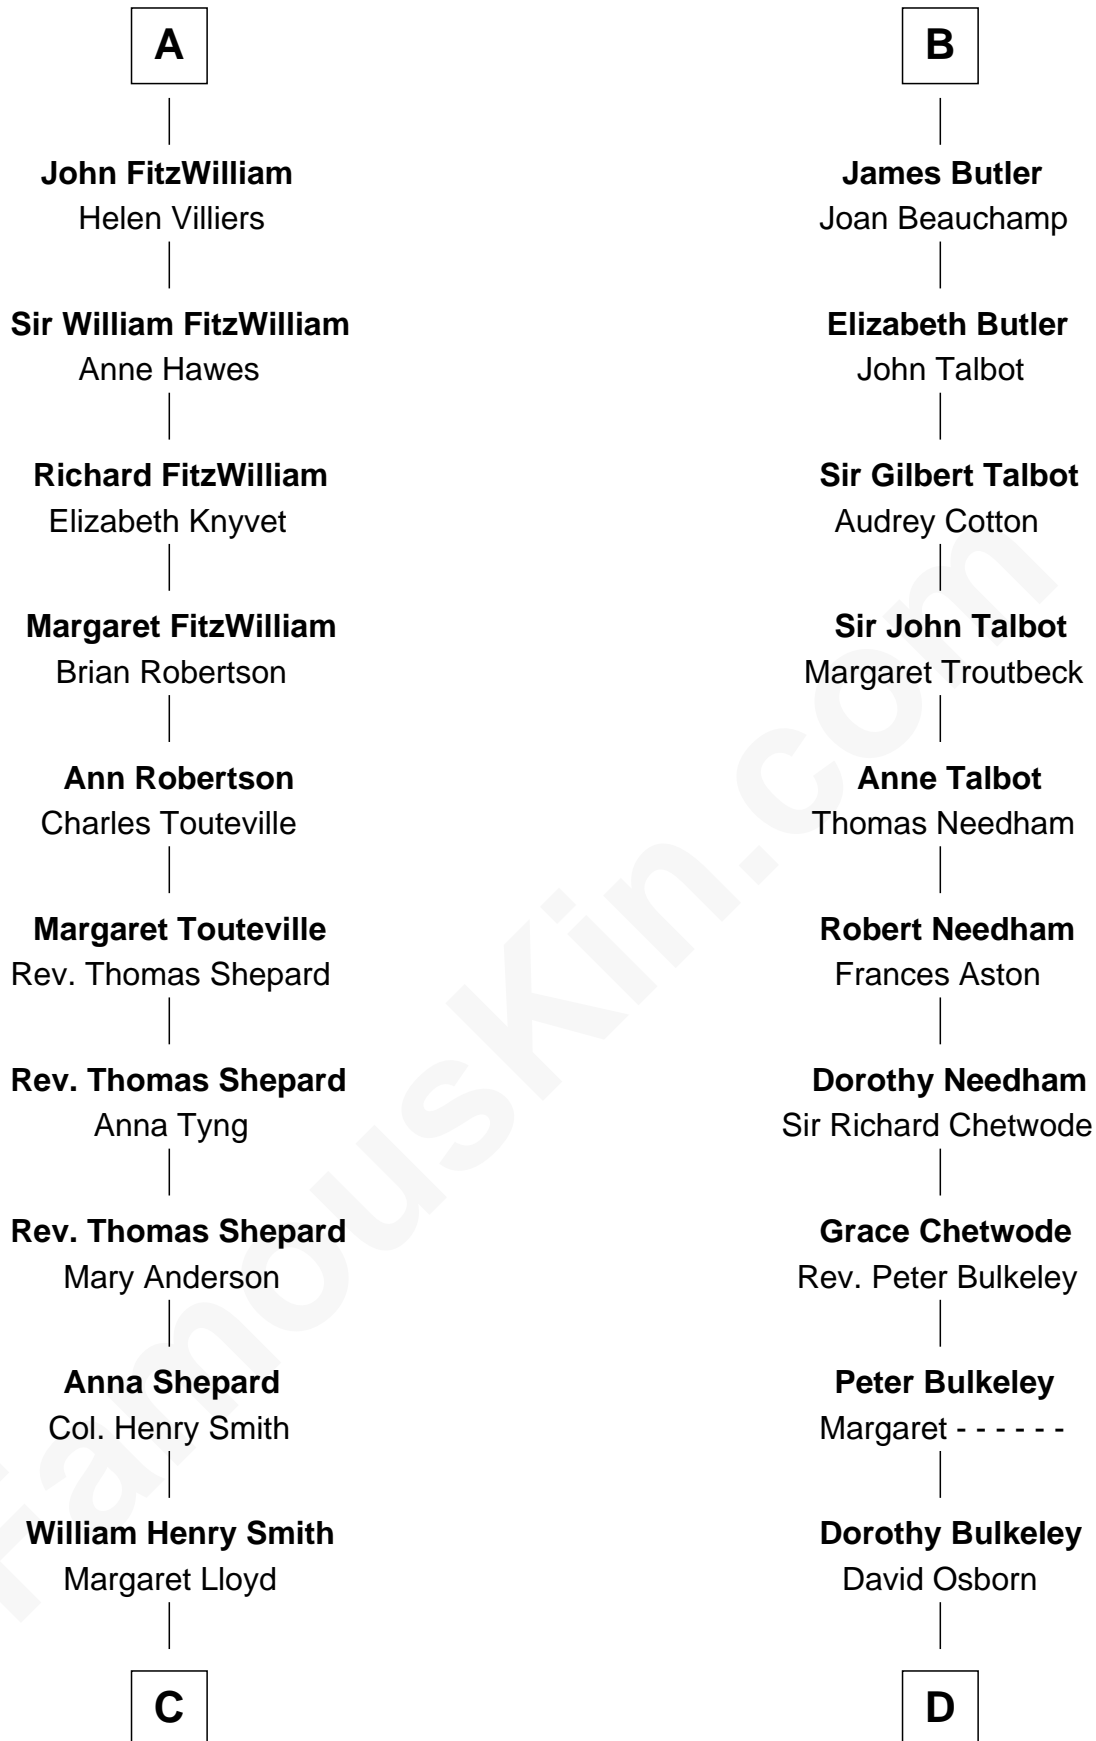 A
John FitzWilliam
Helen Villiers
Sir William FitzWilliam
Anne Hawes
Richard FitzWilliam
Elizabeth Knyvet
Margaret FitzWilliam
Brian Robertson
Ann Robertson
Charles Touteville
Margaret Touteville
Rev. Thomas Shepard
Rev. Thomas Shepard
Anna Tyng
Rev. Thomas Shepard
Mary Anderson
Anna Shepard
Col. Henry Smith
William Henry Smith
Margaret Lloyd
C
B
James Butler
Joan Beauchamp
Elizabeth Butler
John Talbot
Sir Gilbert Talbot
Audrey Cotton
Sir John Talbot
Margaret Troutbeck
Anne Talbot
Thomas Needham
Robert Needham
Frances Aston
Dorothy Needham
Sir Richard Chetwode
Grace Chetwode
Rev. Peter Bulkeley
Peter Bulkeley
Margaret - - - - - -
Dorothy Bulkeley
David Osborn
D
FamousKin.com